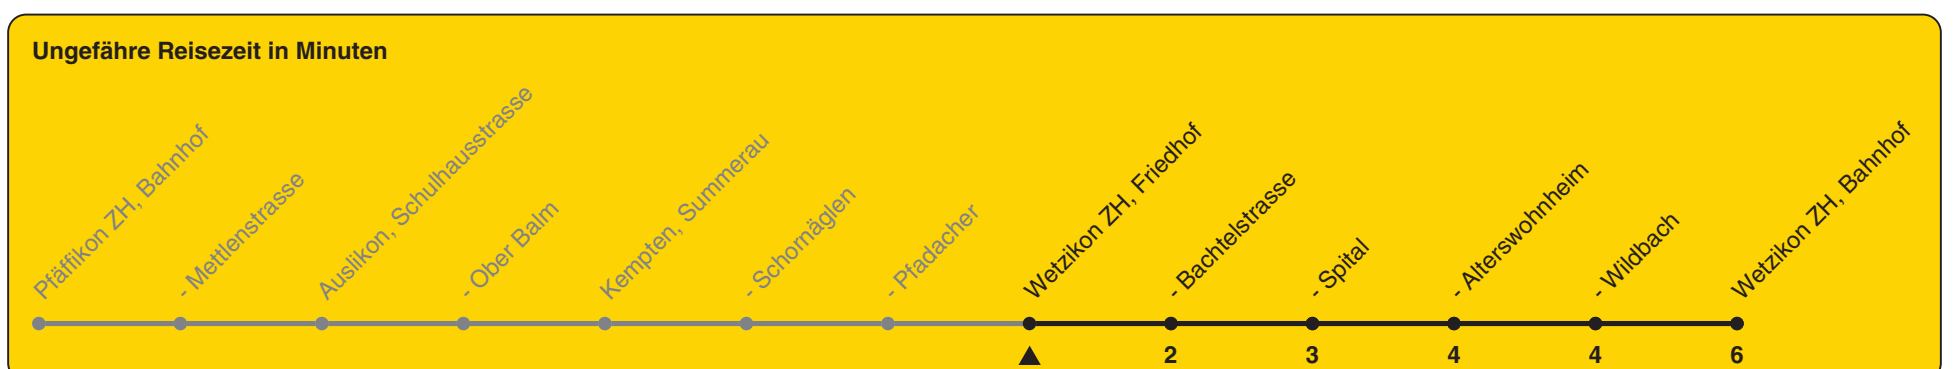 Ungefähre Reisezeit in Minuten
Pfäffikon ZH, Bahnhof
- Mettlenstrasse
Auslikon, Schulhausstrasse
- Ober Balm
Kempten, Summerau
- Schornäglen
- Pfadacher
Wetzikon ZH, Friedhof
- Bachtelstrasse
- Spital
- Alterswohnheim
- Wildbach
Wetzikon ZH, Bahnhof
2 3 4 4 6